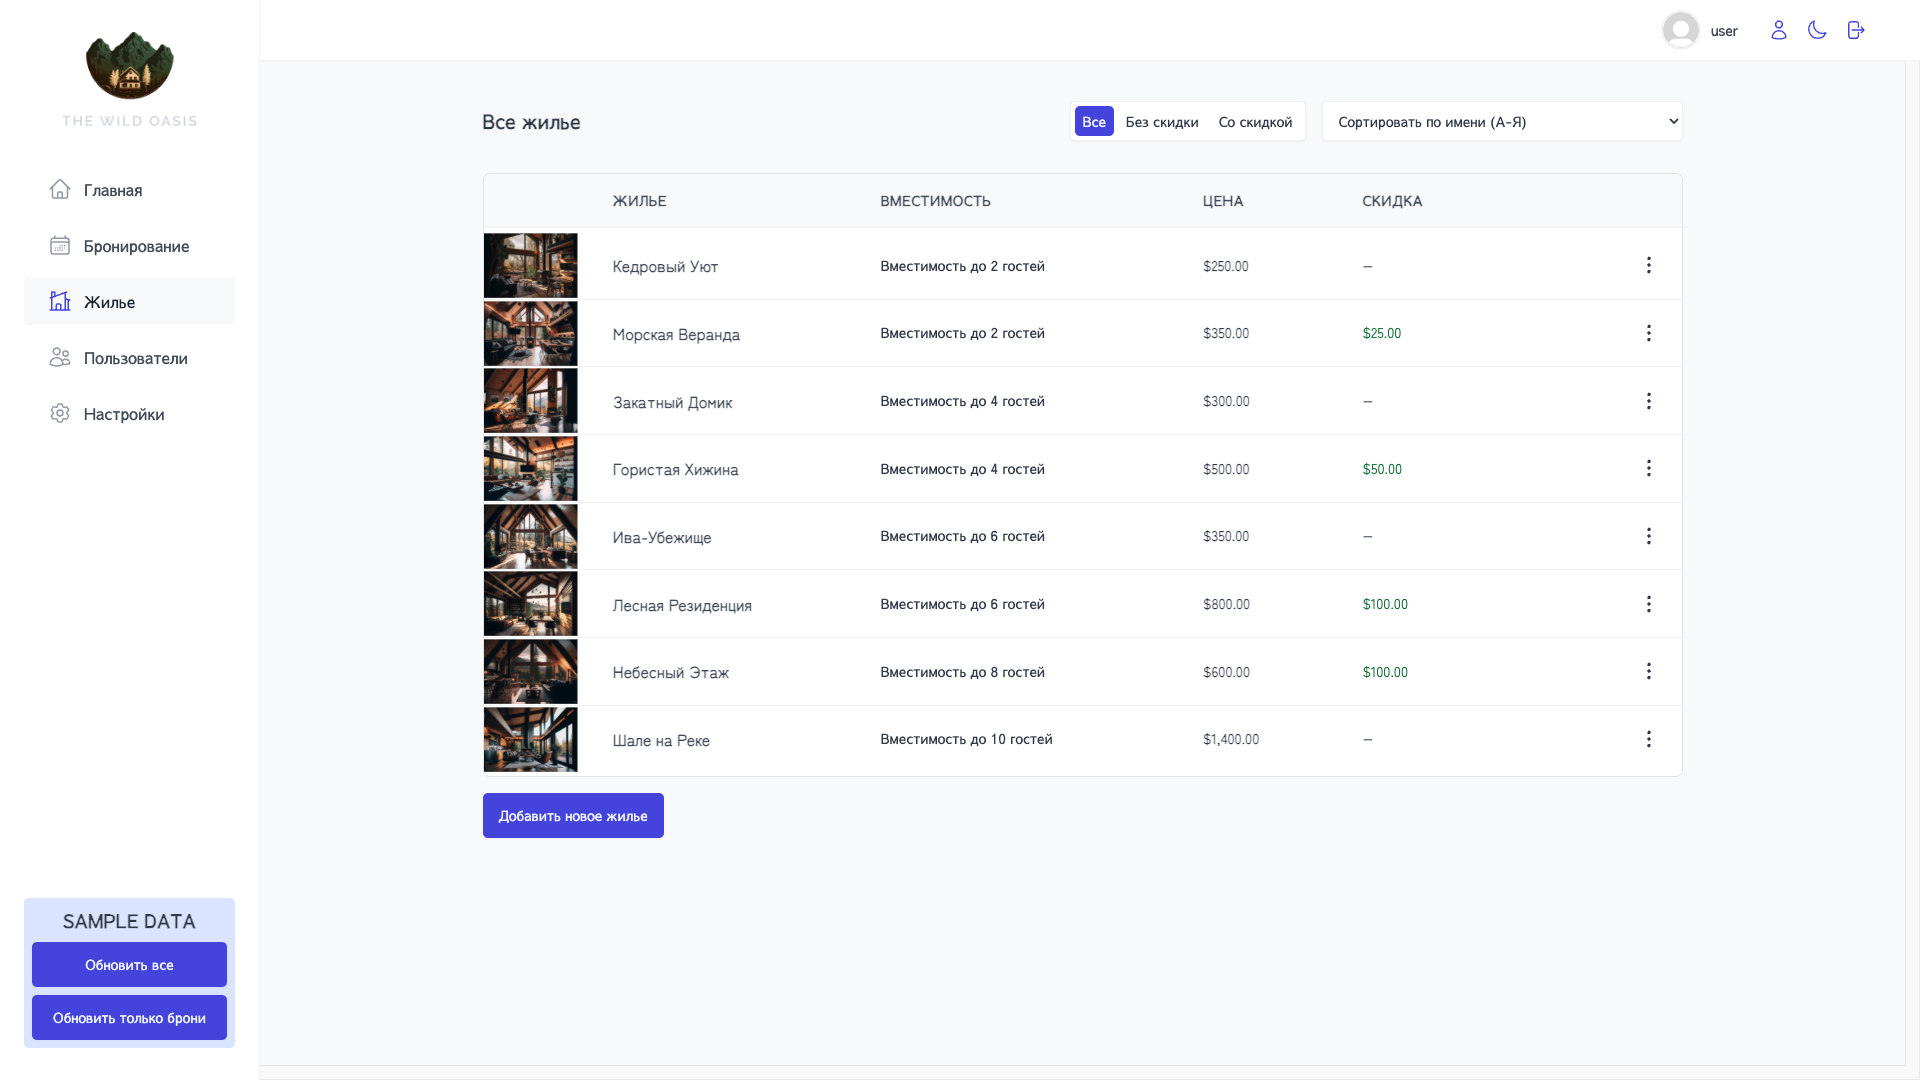 THE WILD OASIS
Главная
Бронирование
Жилье
Пользователи
Настройки
SAMPLE DATA
Обновить все
Обновить только брони
user
Все жилье
Все Без скидки Со скидкой Сортировать по имени (А-Я)
ЖИЛЬЕ ВМЕСТИМОСТЬ ЦЕНА СКИДКА
Кедровый Уют Вместимость до 2 гостей $250.00 —
Морская Веранда Вместимость до 2 гостей $350.00 $25.00
Закатный Домик Вместимость до 4 гостей $300.00 —
Гористая Хижина Вместимость до 4 гостей $500.00 $50.00
Ива-Убежище Вместимость до 6 гостей $350.00 —
Лесная Резиденция Вместимость до 6 гостей $800.00 $100.00
Небесный Этаж Вместимость до 8 гостей $600.00 $100.00
Шале на Реке Вместимость до 10 гостей $1,400.00 —
Добавить новое жилье